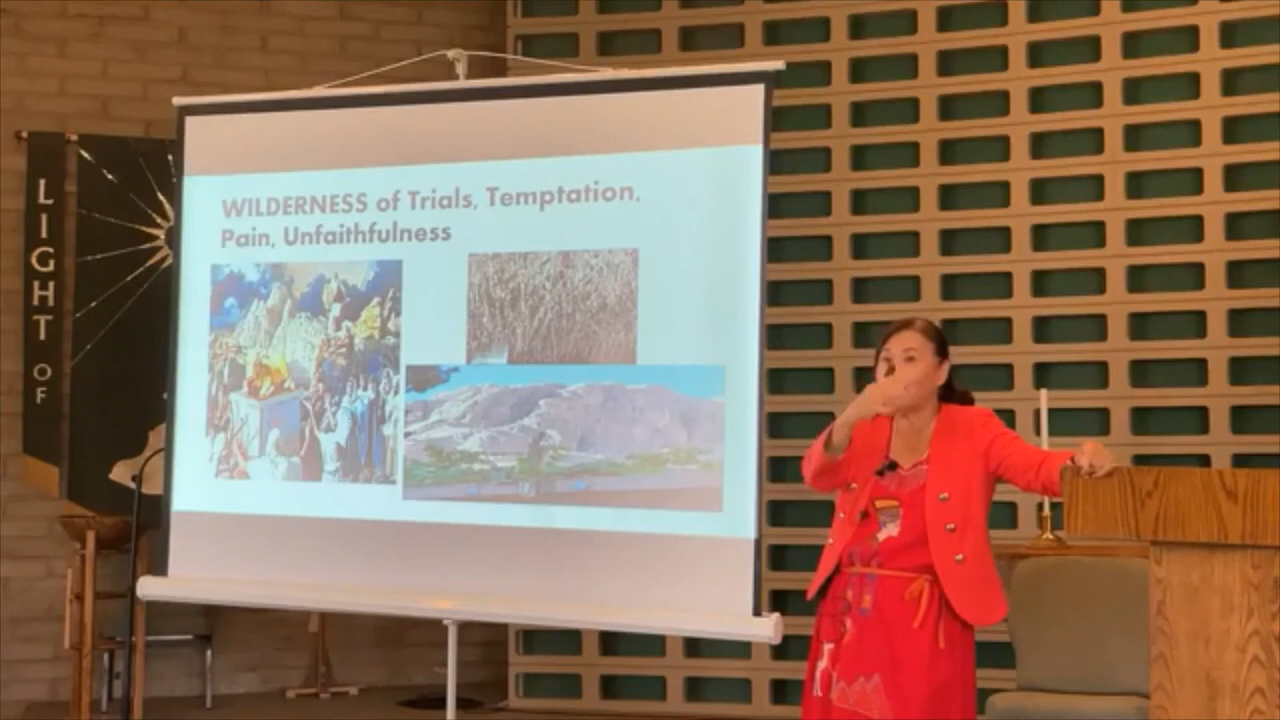 LIGHT OF
WILDERNESS of Trials, Temptation,
Pain, Unfaithfulness